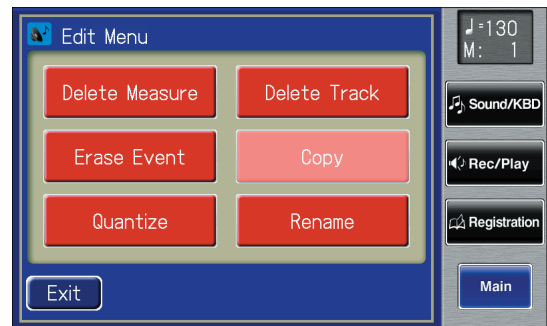 Edit Menu
Delete Measure
Delete Track
Erase Event
Copy
Quantize
Rename
Exit
♩=130
M: 1
Sound/KBD
Rec/Play
Registration
Main